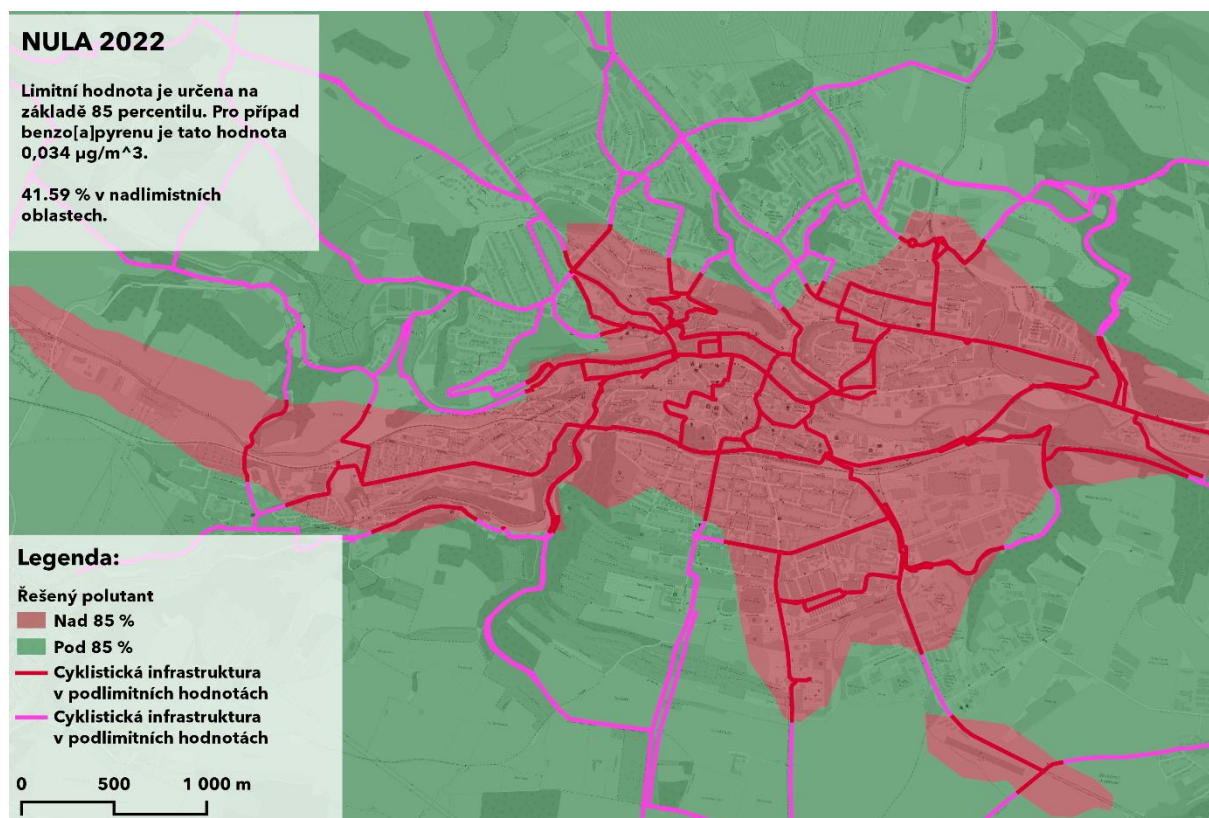 NULA 2022
Limitní hodnota je určena na
základě 85 percentilu. Pro případ
benzo[a]pyrenu je tato hodnota
0,034 µg/m^3.
41.59 % v nadlimistních
oblastech.
Legenda:
Řešený polutant
Nad 85 %
Pod 85 %
Cyklistická infrastruktura
v podlimitních hodnotách
Cyklistická infrastruktura
v podlimitních hodnotách
0 500 1 000 m